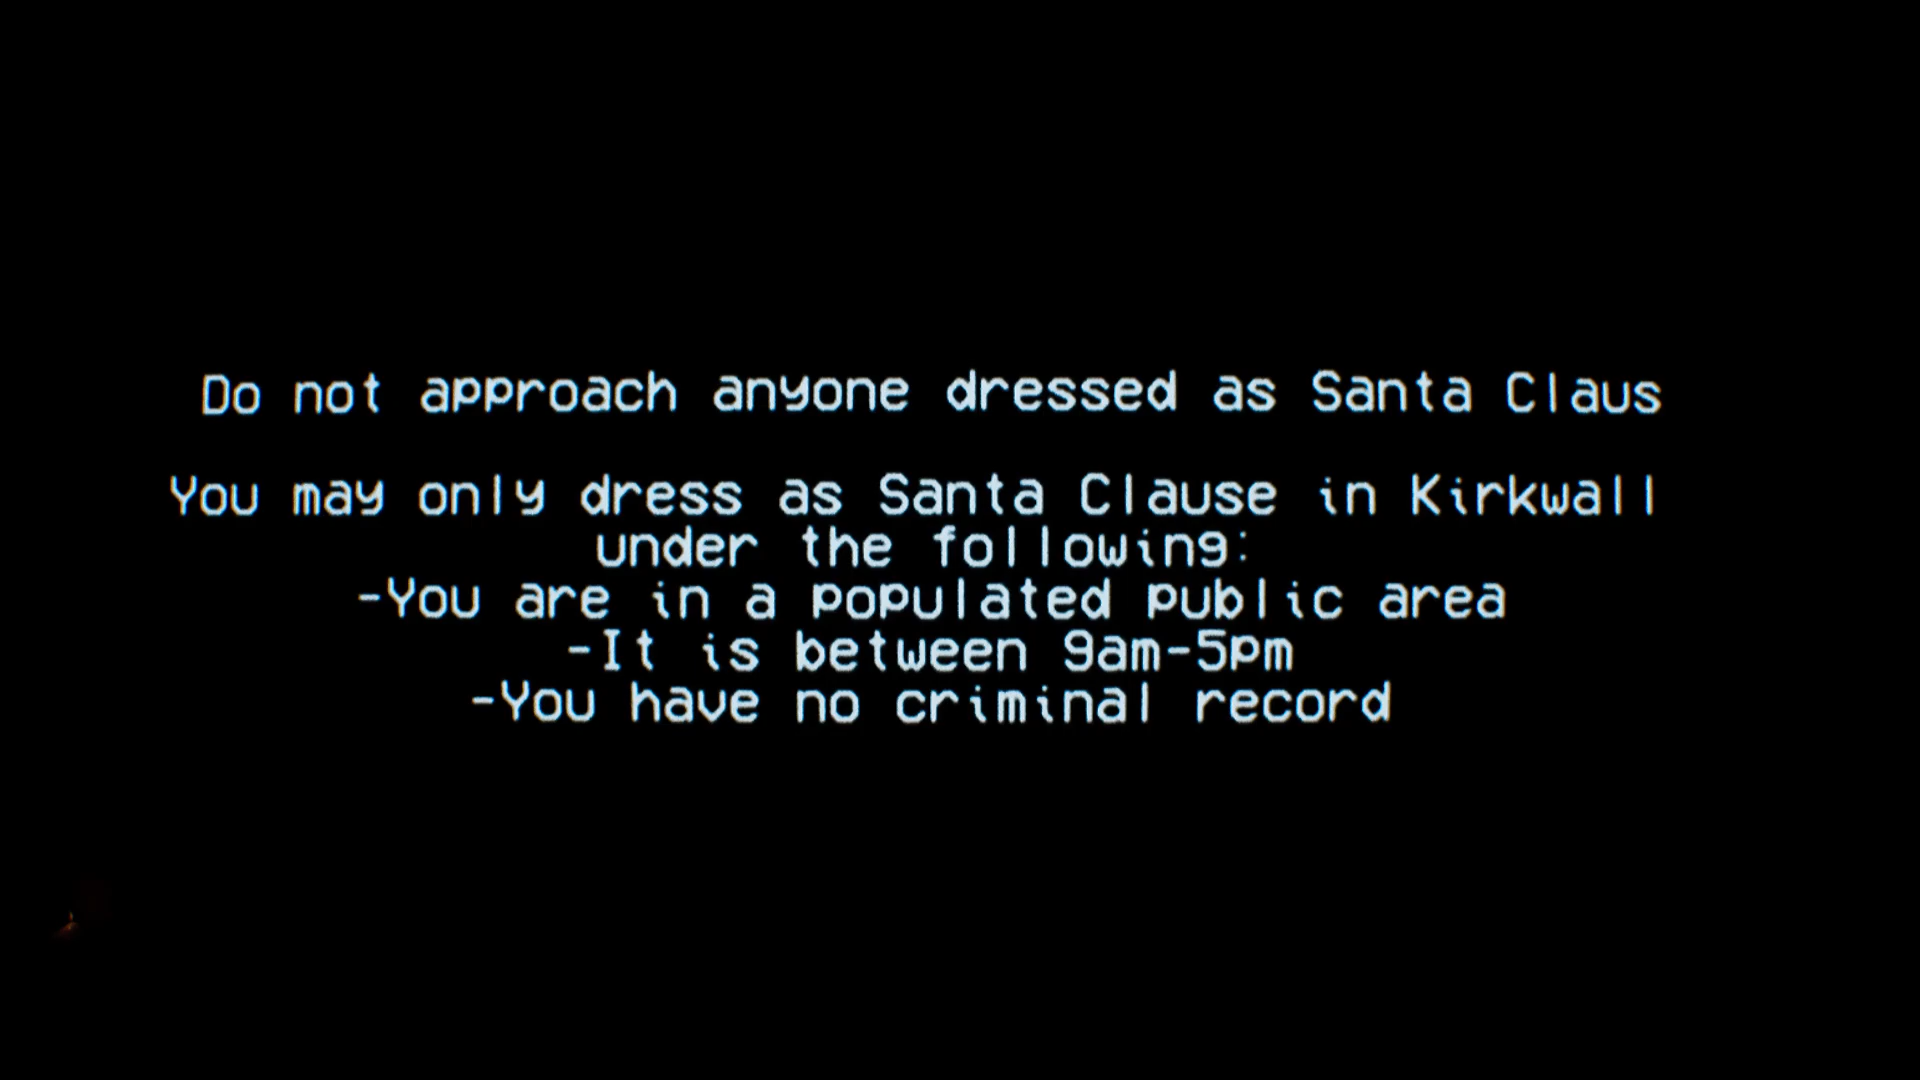 Do not approach anyone dressed as Santa Claus
You may only dress as Santa Clause in Kirkwall
under the following:
-You are in a populated public area
-It is between 9am-5pm
-You have no criminal record